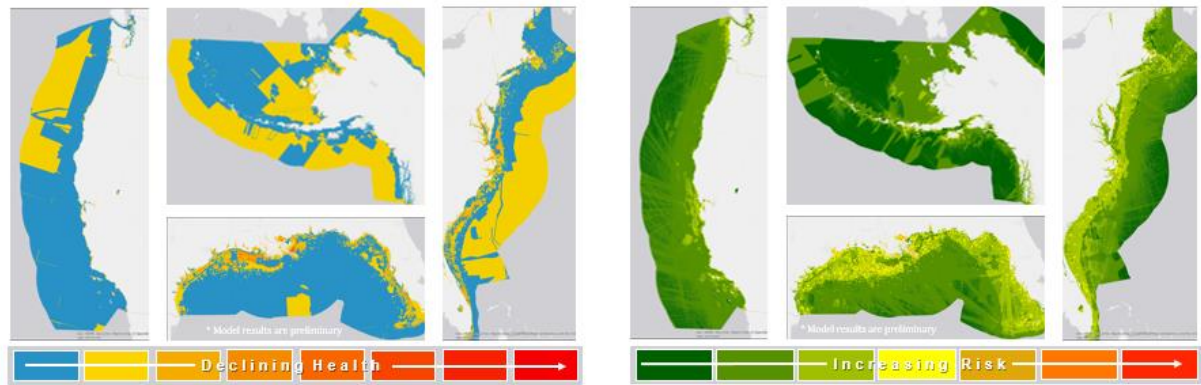 * Model results are preliminary
Declining Health
* Model results are preliminary
Increasing Risk